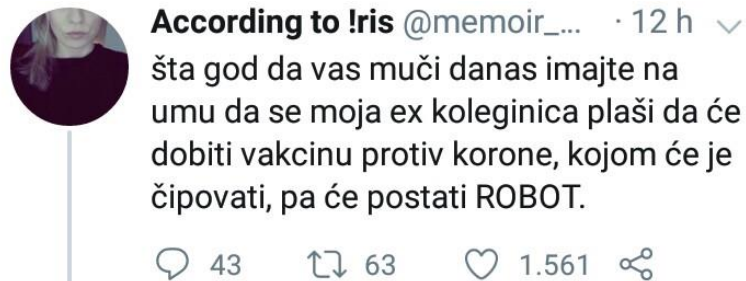 According to !ris @memoir_... · 12 h
šta god da vas muči danas imajte na
umu da se moja ex koleginica plaši da će
dobiti vakcinu protiv korone, kojom će je
čipovati, pa će postati ROBOT.
43 63 1.561